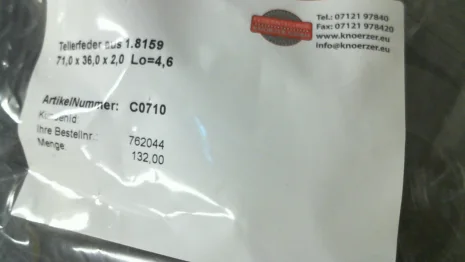 Tel.: 07121 97840
Fax: 07121 978420
www.knoerzer.eu
info@knoerzer.eu
Tellerfeder aus 1.8159
71,0 x 36,0 x 2,0 Lo=4,6
ArtikelNummer: C0710
Ihre Bestellnr.: 762044
Menge: 132,00